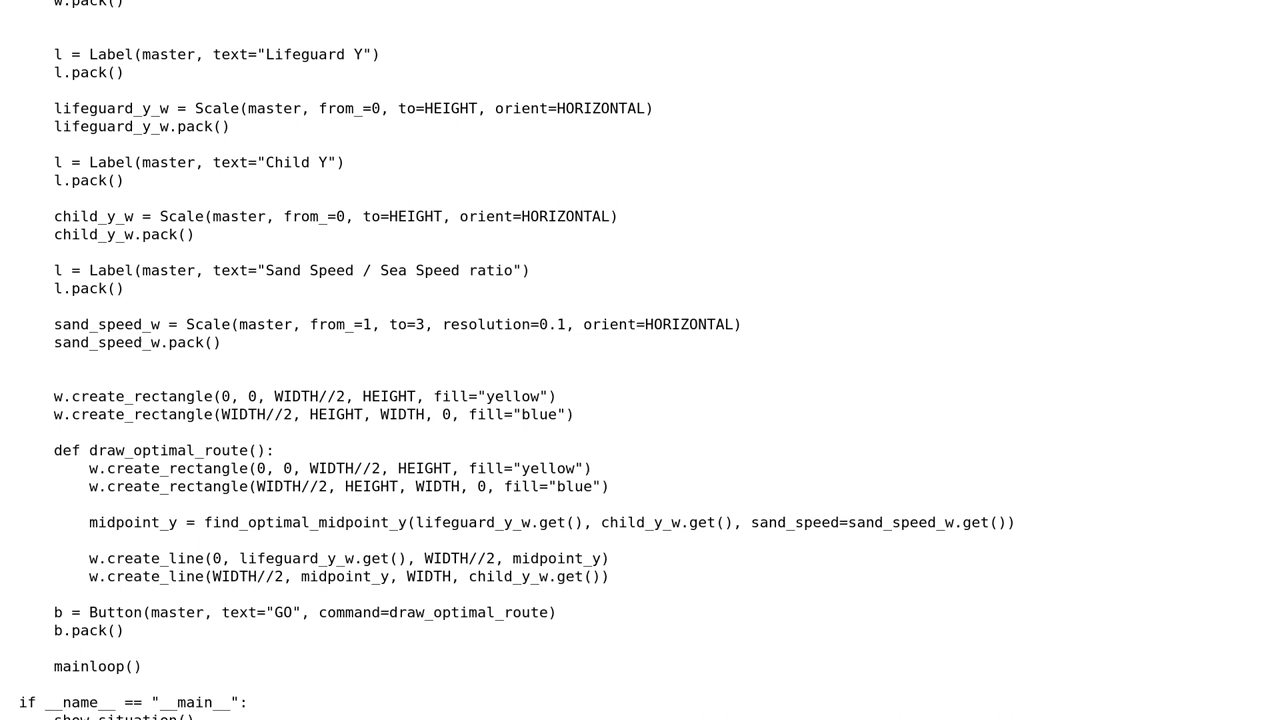 w.pack()


    l = Label(master, text="Lifeguard Y")
    l.pack()

    lifeguard_y_w = Scale(master, from_=0, to=HEIGHT, orient=HORIZONTAL)
    lifeguard_y_w.pack()

    l = Label(master, text="Child Y")
    l.pack()

    child_y_w = Scale(master, from_=0, to=HEIGHT, orient=HORIZONTAL)
    child_y_w.pack()

    l = Label(master, text="Sand Speed / Sea Speed ratio")
    l.pack()

    sand_speed_w = Scale(master, from_=1, to=3, resolution=0.1, orient=HORIZONTAL)
    sand_speed_w.pack()


    w.create_rectangle(0, 0, WIDTH//2, HEIGHT, fill="yellow")
    w.create_rectangle(WIDTH//2, HEIGHT, WIDTH, 0, fill="blue")

    def draw_optimal_route():
        w.create_rectangle(0, 0, WIDTH//2, HEIGHT, fill="yellow")
        w.create_rectangle(WIDTH//2, HEIGHT, WIDTH, 0, fill="blue")

        midpoint_y = find_optimal_midpoint_y(lifeguard_y_w.get(), child_y_w.get(), sand_speed=sand_speed_w.get())

        w.create_line(0, lifeguard_y_w.get(), WIDTH//2, midpoint_y)
        w.create_line(WIDTH//2, midpoint_y, WIDTH, child_y_w.get())

    b = Button(master, text="GO", command=draw_optimal_route)
    b.pack()

    mainloop()

if __name__ == "__main__":
    show_situation()